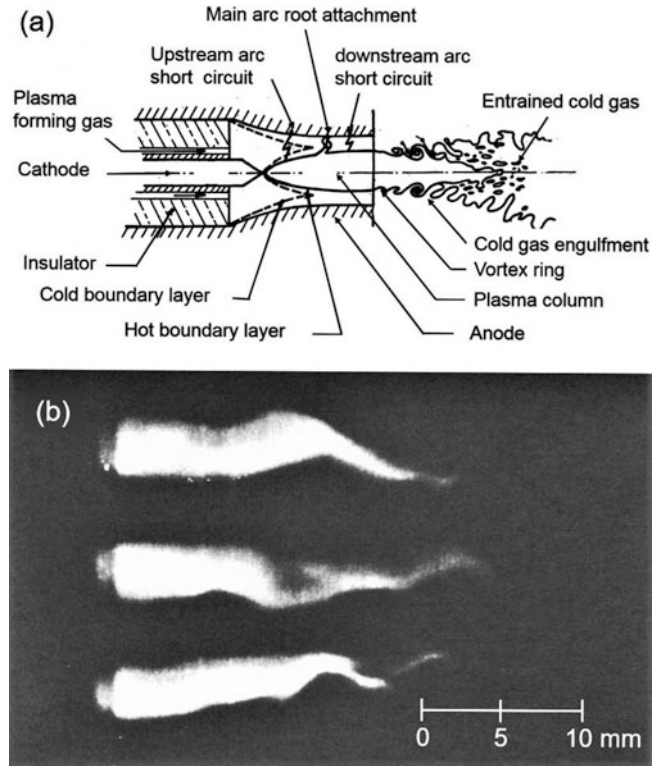 (a)
Main arc root attachment
Upstream arc
short circuit
downstream arc
short circuit
Plasma
forming gas
Entrained cold gas
Cathode
Insulator
Cold boundary layer
Hot boundary layer
Cold gas engulfment
Vortex ring
Plasma column
Anode
(b)
0 5 10 mm